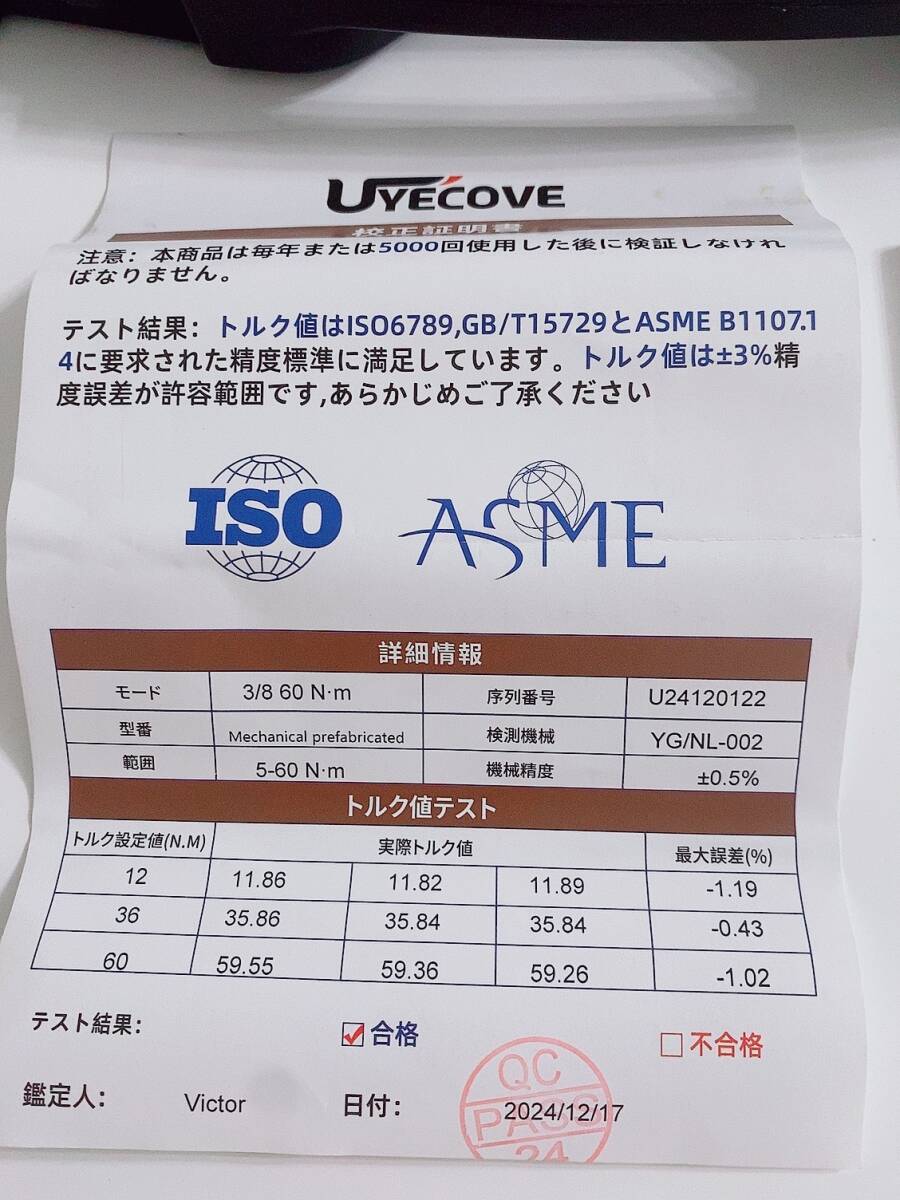 UYECOVE
校正証明書
注意：本商品は毎年または5000回使用した後に検証しなけれ
ばなりません。
テスト結果：トルク値はISO6789,GB/T15729とASME B1107.1
4に要求された精度標準に満足しています。トルク値は±3%精
度誤差が許容範囲です,あらかじめご了承ください
ISO
ASME
詳細情報
モード 3/8 60 N·m 序列番号 U24120122
型番 Mechanical prefabricated 検測機械 YG/NL-002
範囲 5-60 N·m 機械精度 ±0.5%
トルク値テスト
トルク設定値(N.M) 実際トルク値 最大誤差(%)
12 11.86 11.82 11.89 -1.19
36 35.86 35.84 35.84 -0.43
60 59.55 59.36 59.26 -1.02
テスト結果： 合格 不合格
鑑定人： Victor 日付： 2024/12/17
QC
PASS
24